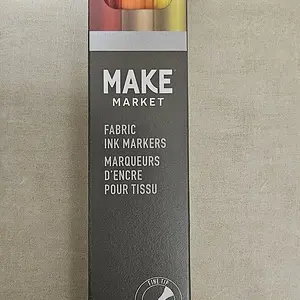 MAKE
MARKET
FABRIC
INK MARKERS
MARQUEURS
D'ENCRE
POUR TISSU
FINE TIP